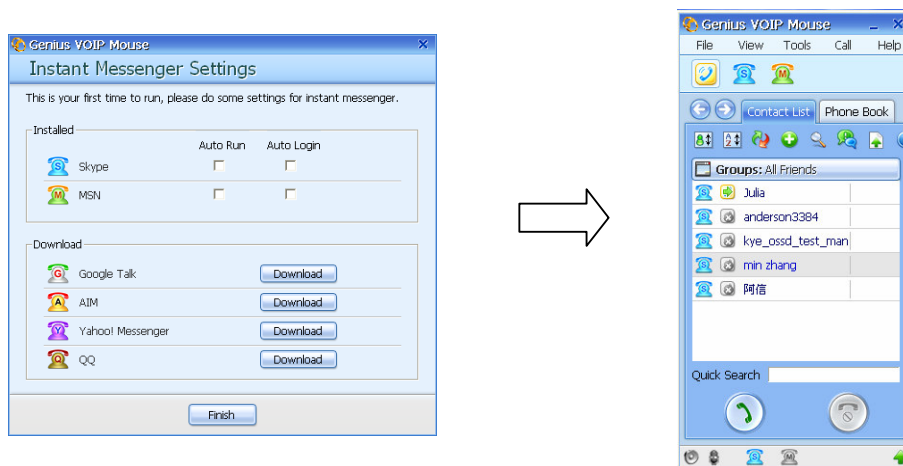 Genius VOIP Mouse
Instant Messenger Settings
This is your first time to run, please do some settings for instant messenger.
Installed
Auto Run Auto Login
Skype
MSN
Download
Google Talk Download
AIM Download
Yahoo! Messenger Download
QQ Download
Finish
Genius VOIP Mouse
File View Tools Call Help
Contact List Phone Book
Groups: All Friends
Julia
anderson3384
kye_ossd_test_man
min zhang
阿信
Quick Search